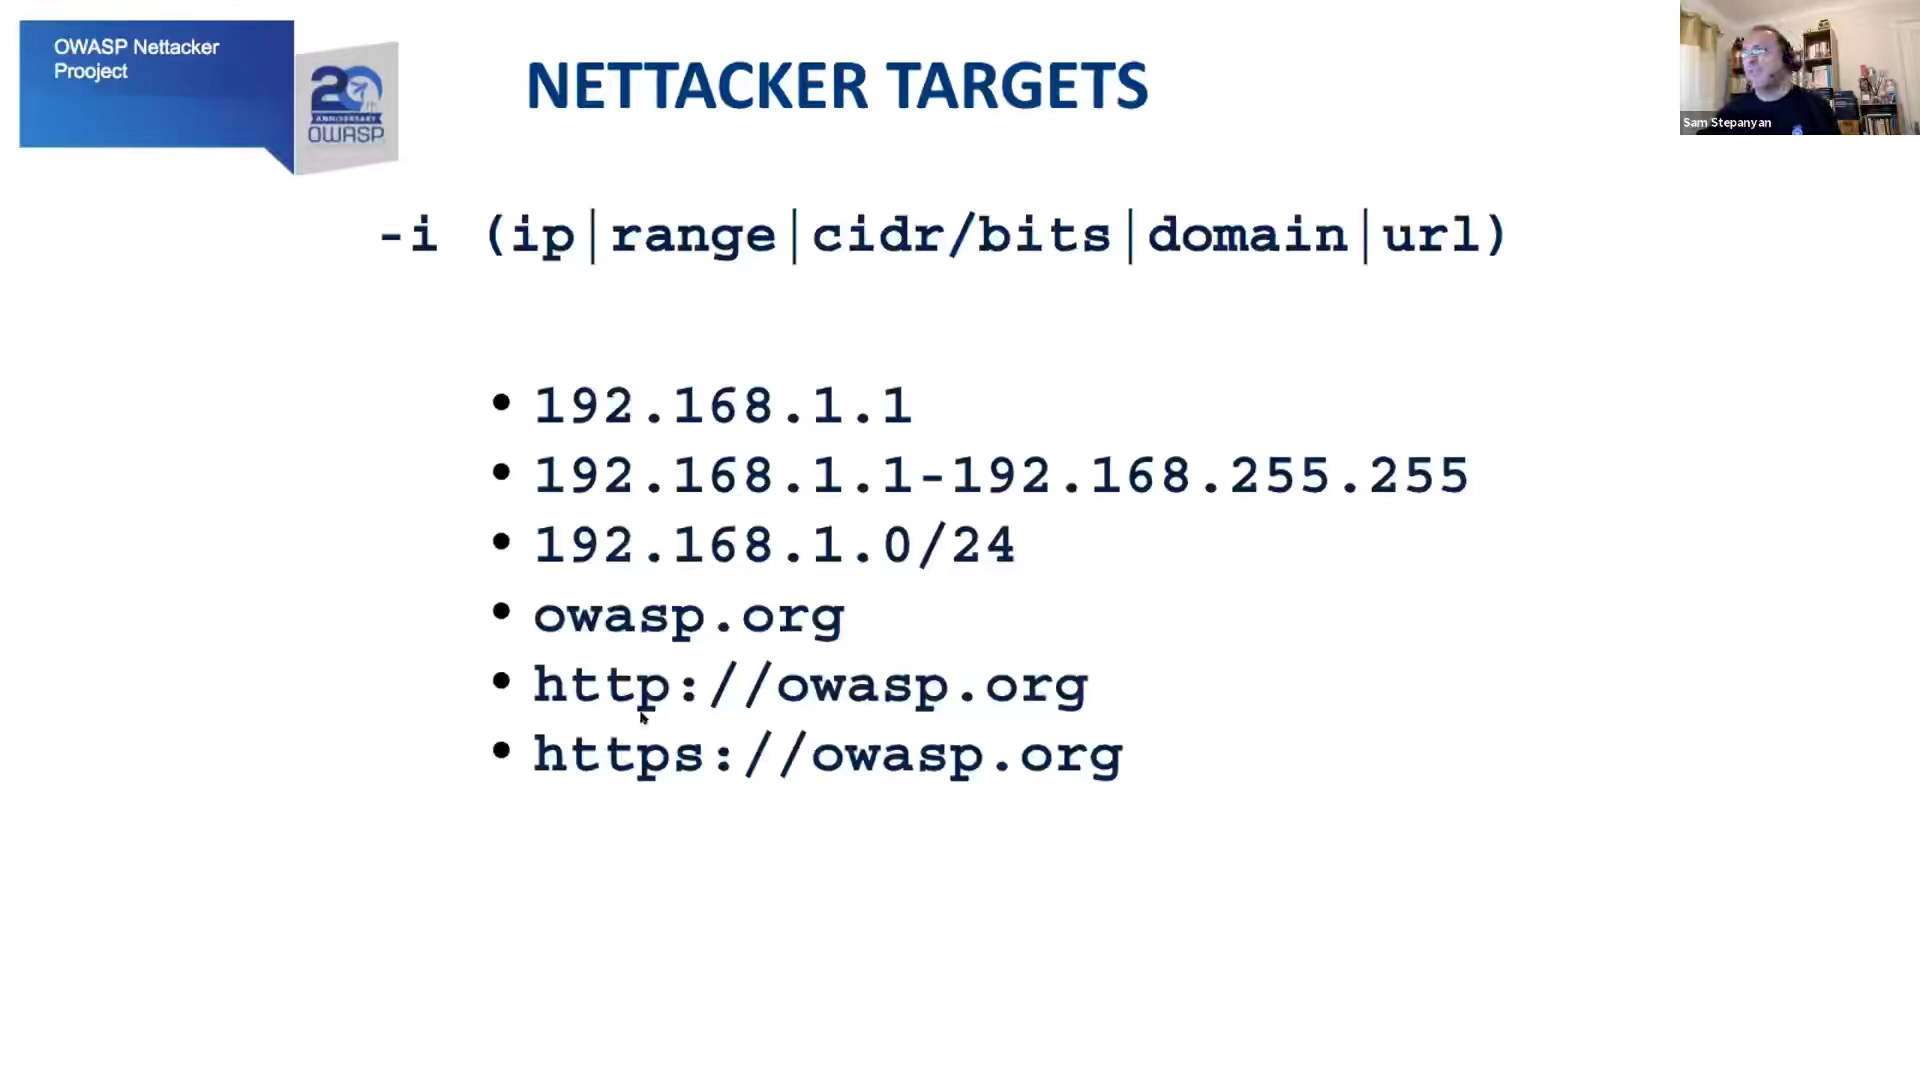 OWASP Nettacker
Prooject
20
ANNIVERSARY
OWASP
NETTACKER TARGETS
Sam Stepanyan
-i (ip|range|cidr/bits|domain|url)
• 192.168.1.1
• 192.168.1.1-192.168.255.255
• 192.168.1.0/24
• owasp.org
• http://owasp.org
• https://owasp.org